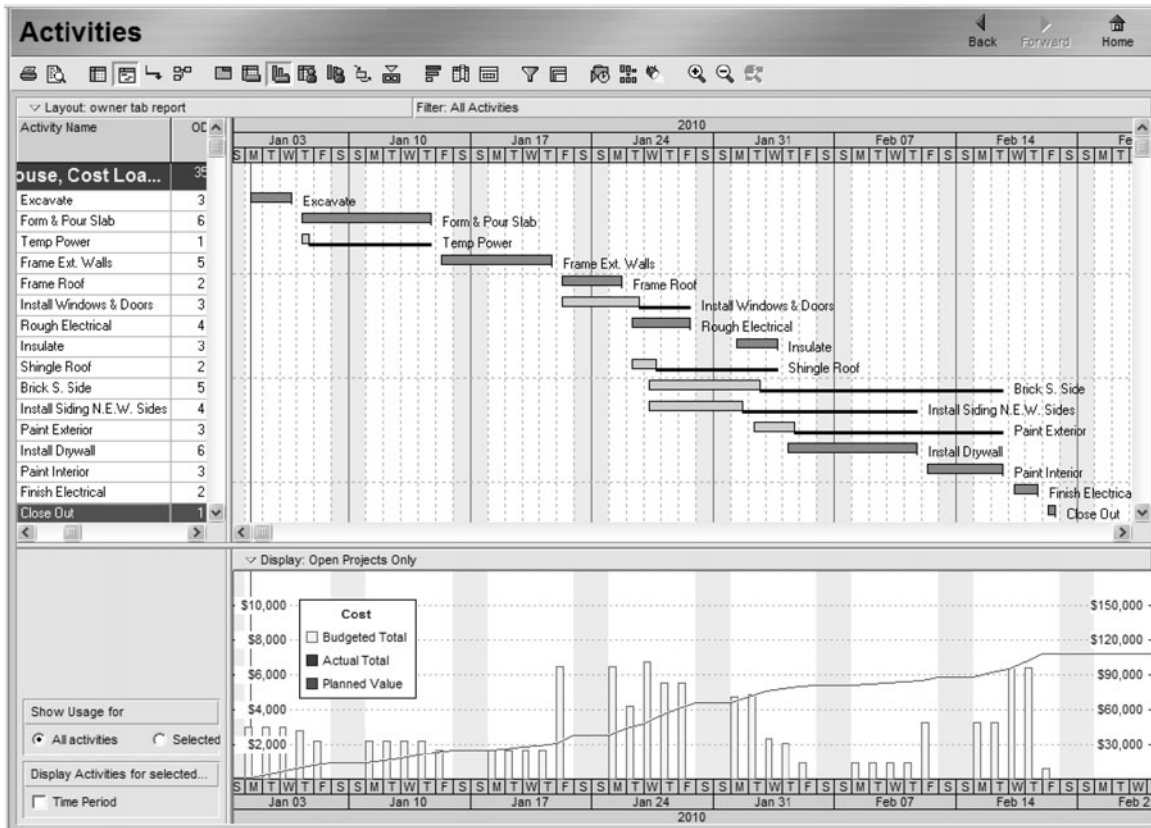 Activities
Back Forward Home
Layout: owner tab report Filter: All Activities
Activity Name OD
2010
Jan 03 Jan 10 Jan 17 Jan 24 Jan 31 Feb 07 Feb 14 Fe
S M T W T F S S M T W T F S S M T W T F S S M T W T F S S M T W T F S S M T W T F S S M T W T F S S M T
ouse, Cost Loa... 35
Excavate 3 Excavate
Form & Pour Slab 6 Form & Pour Slab
Temp Power 1 Temp Power
Frame Ext. Walls 5 Frame Ext. Walls
Frame Roof 2 Frame Roof
Install Windows & Doors 3 Install Windows & Doors
Rough Electrical 4 Rough Electrical
Insulate 3 Insulate
Shingle Roof 2 Shingle Roof
Brick S. Side 5 Brick S. Side
Install Siding N.E.W. Sides 4 Install Siding N.E.W. Sides
Paint Exterior 3 Paint Exterior
Install Drywall 6 Install Drywall
Paint Interior 3 Paint Interior
Finish Electrical 2 Finish Electrica
Close Out 1 Close Out
Display: Open Projects Only
$10,000 $150,000
Cost
$8,000 Budgeted Total $120,000
Actual Total
$6,000 Planned Value $90,000
$4,000 $60,000
$2,000 $30,000
Show Usage for
All activities Selected
Display Activities for selected...
Time Period
S M T W T F S S M T W T F S S M T W T F S S M T W T F S S M T W T F S S M T W T F S S M T W T F S S M T W
Jan 03 Jan 10 Jan 17 Jan 24 Jan 31 Feb 07 Feb 14 Feb 2
2010